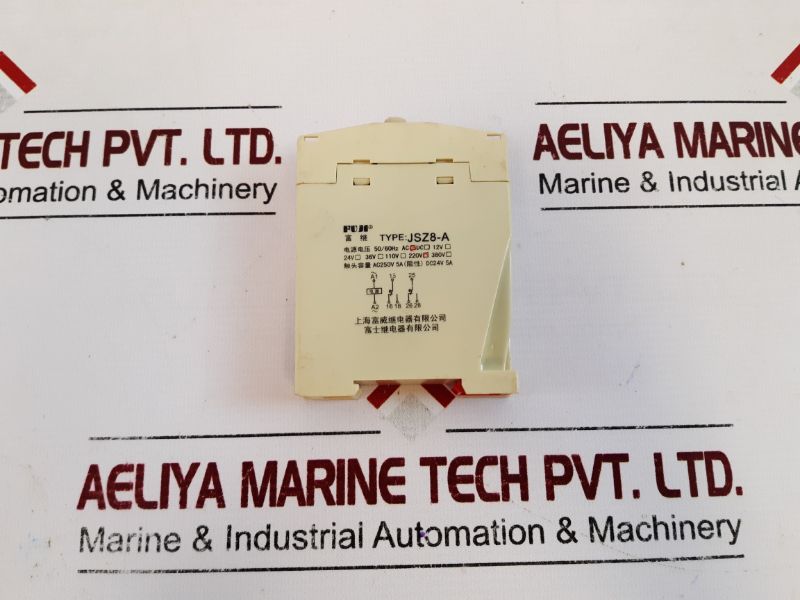 TECH PVT. LTD.
tomation & Machinery
AELIYA MARINE
Marine & Industrial A
FUJI
富继 TYPE:JSZ8-A
电源电压 50/60Hz AC DC 12V
24V 36V 110V 220V 380V
触头容量 AC250V 5A(阻性) DC24V 5A
A1 15 25
电源
A2 16 18 26 28
上海富威继电器有限公司
富士继电器有限公司
AELIYA MARINE TECH PVT. LTD.
Marine & Industrial Automation & Machinery